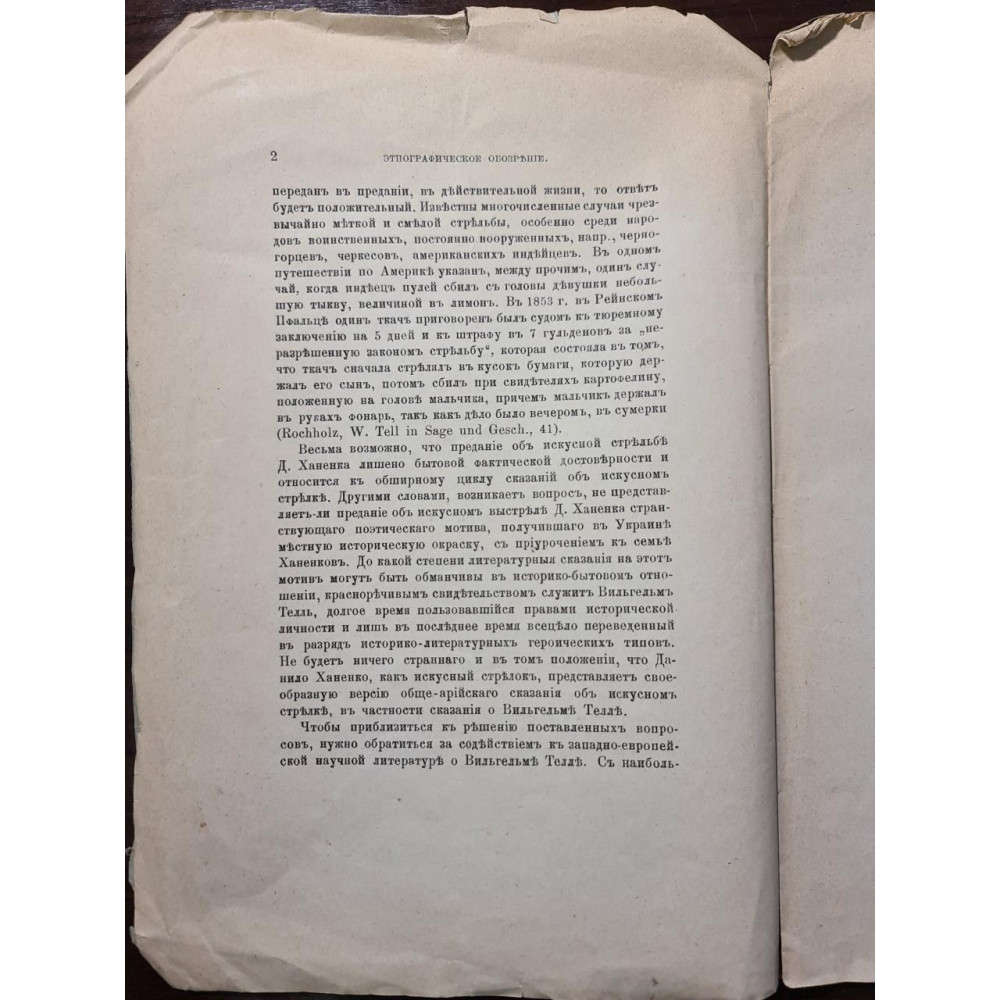 2
ЭТНОГРАФИЧЕСКОЕ ОБОЗРѢНІЕ.
переданъ въ преданіи, въ дѣйствительной жизни, то отвѣтъ
будетъ положительный. Извѣстны многочисленные случаи чрез-
вычайно мѣткой и смѣлой стрѣльбы, особенно среди наро-
довъ воинственныхъ, постоянно вооруженныхъ, напр., черно-
горцевъ, черкесовъ, американскихъ индѣйцевъ. Въ одномъ
путешествіи по Америкѣ указанъ, между прочимъ, одинъ слу-
чай, когда индѣецъ пулей сбилъ съ головы дѣвушки неболь-
шую тыкву, величиной въ лимонъ. Въ 1853 г. въ Рейнскомъ
Пфальцѣ одинъ ткачъ приговоренъ былъ судомъ къ тюремному
заключенію на 5 дней и къ штрафу въ 7 гульденовъ за „не-
разрѣшенную закономъ стрѣльбу“, которая состояла въ томъ,
что ткачъ сначала стрѣлялъ въ кусокъ бумаги, которую дер-
жалъ его сынъ, потомъ сбилъ при свидѣтеляхъ картофелину,
положенную на головѣ мальчика, причемъ мальчикъ держалъ
въ рукахъ фонарь, такъ какъ дѣло было вечеромъ, въ сумерки
(Rochholz, W. Tell in Sage und Gesch., 41).
Весьма возможно, что преданіе объ искусной стрѣльбѣ
Д. Ханенка лишено бытовой фактической достовѣрности и
относится къ обширному циклу сказаній объ искусномъ
стрѣлкѣ. Другими словами, возникаетъ вопросъ, не представ-
ляетъ-ли преданіе объ искусномъ выстрѣлѣ Д. Ханенка стран-
ствующаго поэтическаго мотива, получившаго въ Украинѣ
мѣстную историческую окраску, съ пріуроченіемъ къ семьѣ
Ханенковъ. До какой степени литературныя сказанія на этотъ
мотивъ могутъ быть обманчивы въ историко-бытовомъ отно-
шеніи, краснорѣчивымъ свидѣтельствомъ служитъ Вильгельмъ
Телль, долгое время пользовавшійся правами исторической
личности и лишь въ послѣднее время всецѣло переведенный
въ разрядъ историко-литературныхъ героическихъ типовъ.
Не будетъ ничего страннаго и въ томъ положеніи, что Да-
нило Ханенко, какъ искусный стрѣлокъ, представляетъ свое-
образную версію обще-арійскаго сказанія объ искусномъ
стрѣлкѣ, въ частности сказанія о Вильгельмѣ Теллѣ.
Чтобы приблизиться къ рѣшенію поставленныхъ вопро-
совъ, нужно обратиться за содѣйствіемъ къ западно-европей-
ской научной литературѣ о Вильгельмѣ Теллѣ. Съ наиболь-